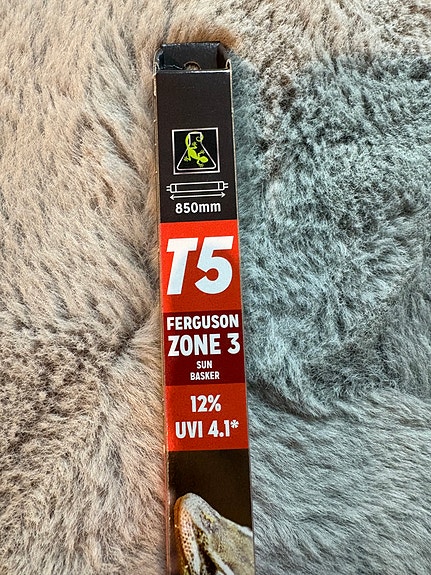 850mm
T5
FERGUSON
ZONE 3
SUN
BASKER
12%
UVI 4.1*